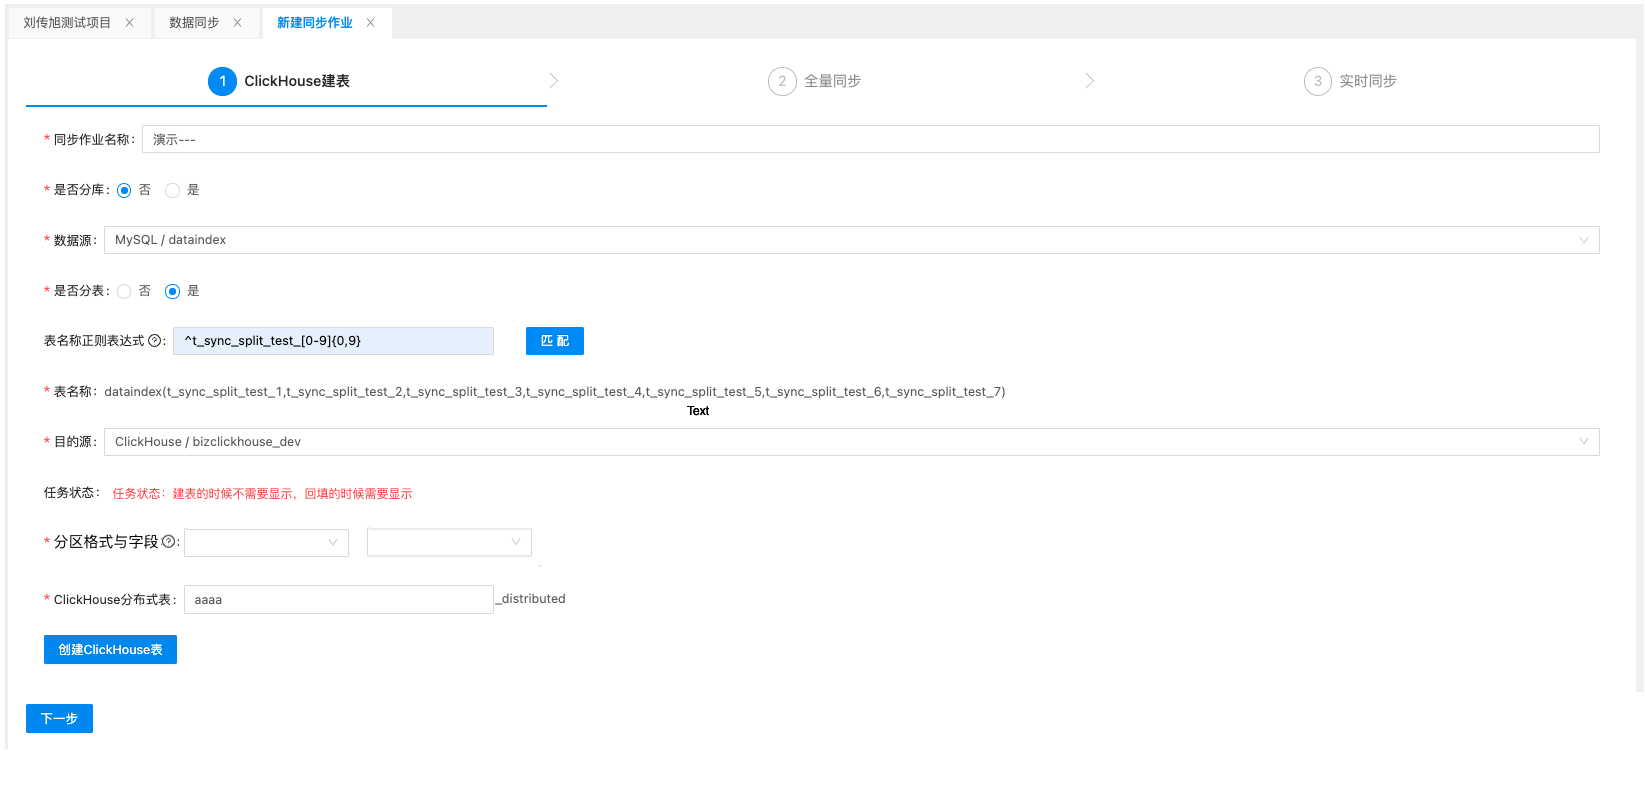 刘传旭测试项目 数据同步 新建同步作业
1 ClickHouse建表 2 全量同步 3 实时同步
* 同步作业名称: 演示---
* 是否分库: 否 是
* 数据源: MySQL / dataindex
* 是否分表: 否 是
表名称正则表达式?: ^t_sync_split_test_[0-9]{0,9} 匹 配
* 表名称: dataindex(t_sync_split_test_1,t_sync_split_test_2,t_sync_split_test_3,t_sync_split_test_4,t_sync_split_test_5,t_sync_split_test_6,t_sync_split_test_7)
Text
* 目的源: ClickHouse / bizclickhouse_dev
任务状态: 任务状态：建表的时候不需要显示，回填的时候需要显示
* 分区格式与字段?:
* ClickHouse分布式表: aaaa _distributed
创建ClickHouse表
下一步